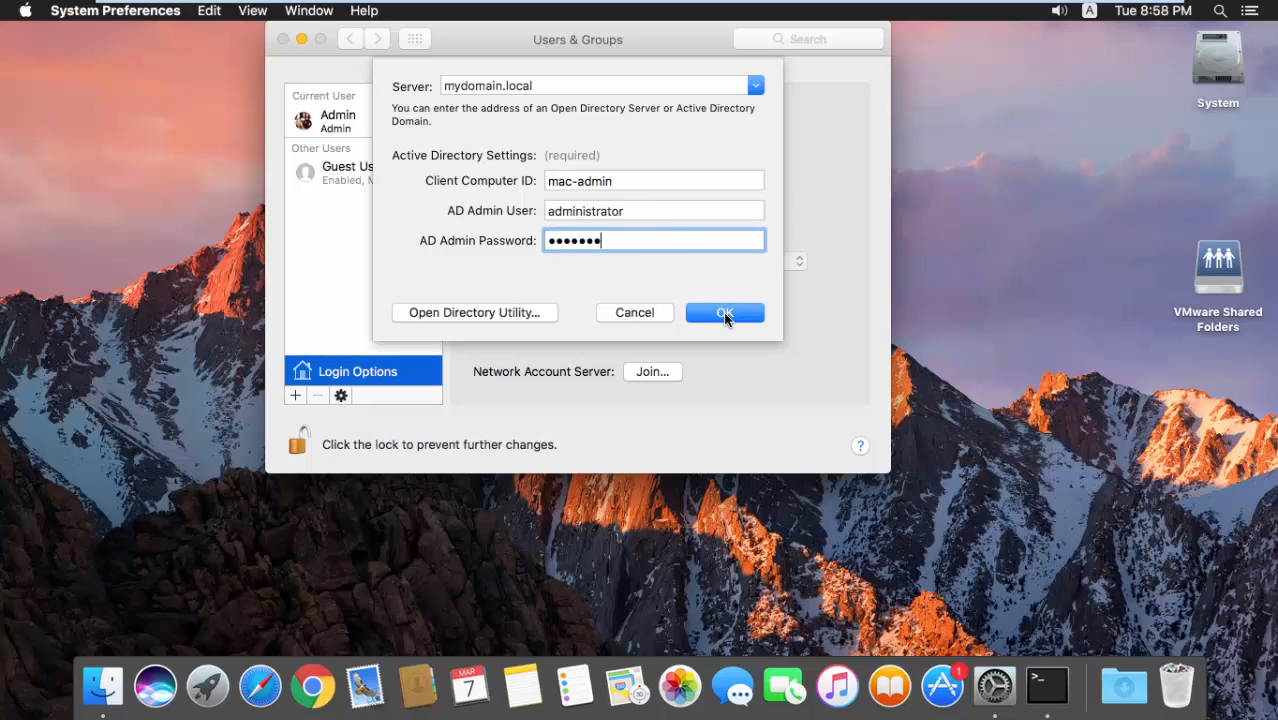 System Preferences Edit View Window Help
A Tue 8:58 PM
Users & Groups
Search
Server: mydomain.local
You can enter the address of an Open Directory Server or Active Directory
Domain.
Active Directory Settings: (required)
Client Computer ID: mac-admin
AD Admin User: administrator
AD Admin Password: •••••••
Open Directory Utility...
Cancel
OK
Current User
Admin
Admin
Other Users
Guest Us
Enabled, M
Login Options
Network Account Server: Join...
Click the lock to prevent further changes.
?
System
VMware Shared
Folders
MAR
7
1
>_